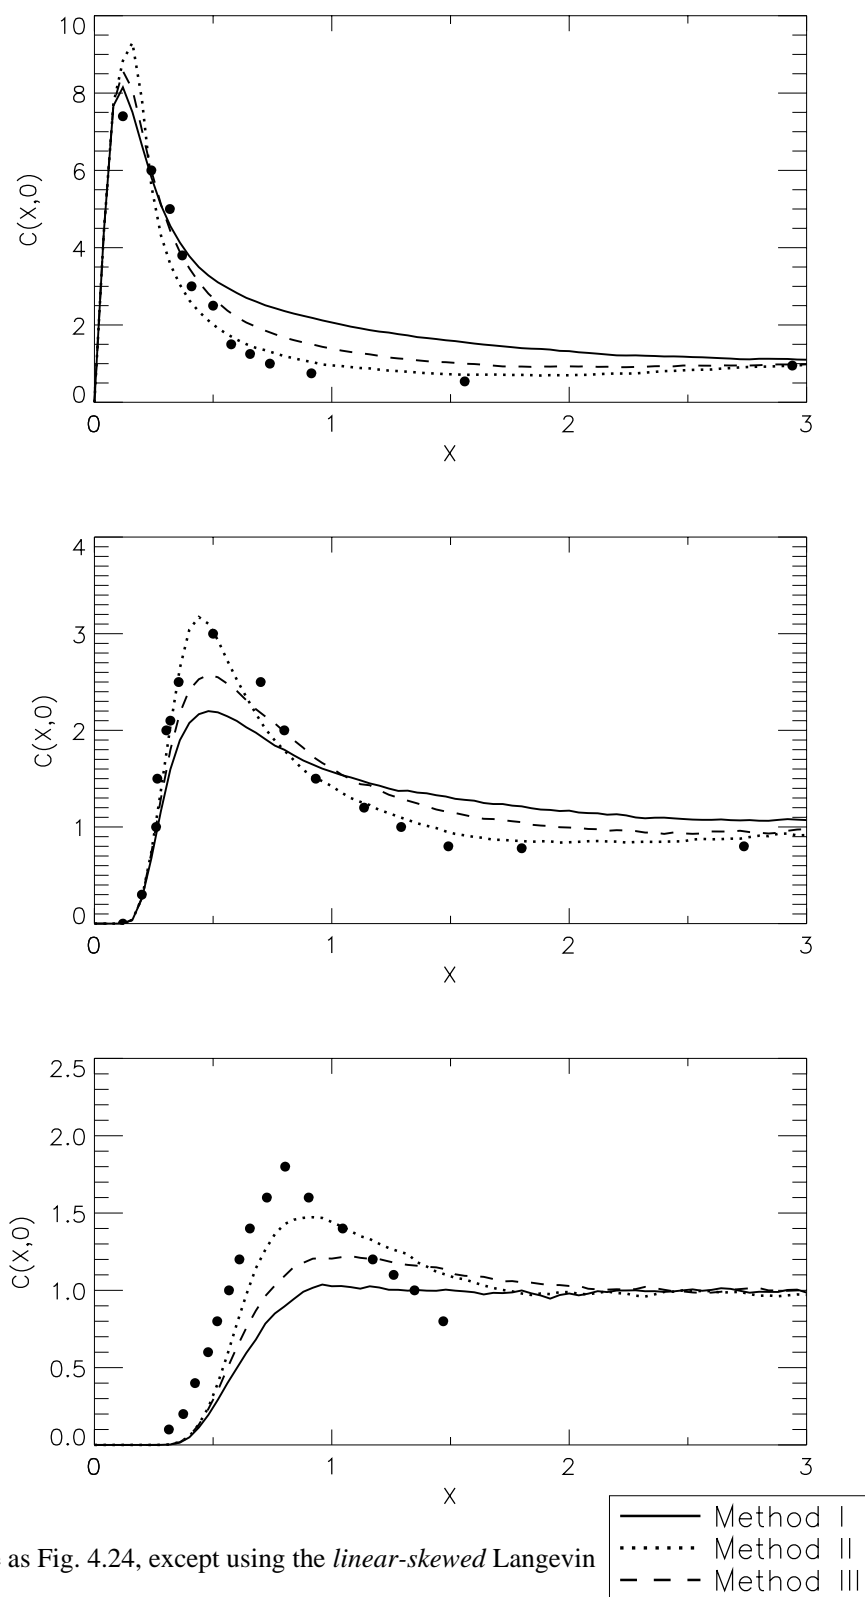 10
8
6
4
2
0
C(X,0)
0 1 2 3
X
4
3
2
1
0
C(X,0)
0 1 2 3
X
2.5
2.0
1.5
1.0
0.5
0.0
C(X,0)
0 1 2 3
X
as Fig. 4.24, except using the linear-skewed Langevin
Method I
Method II
Method III